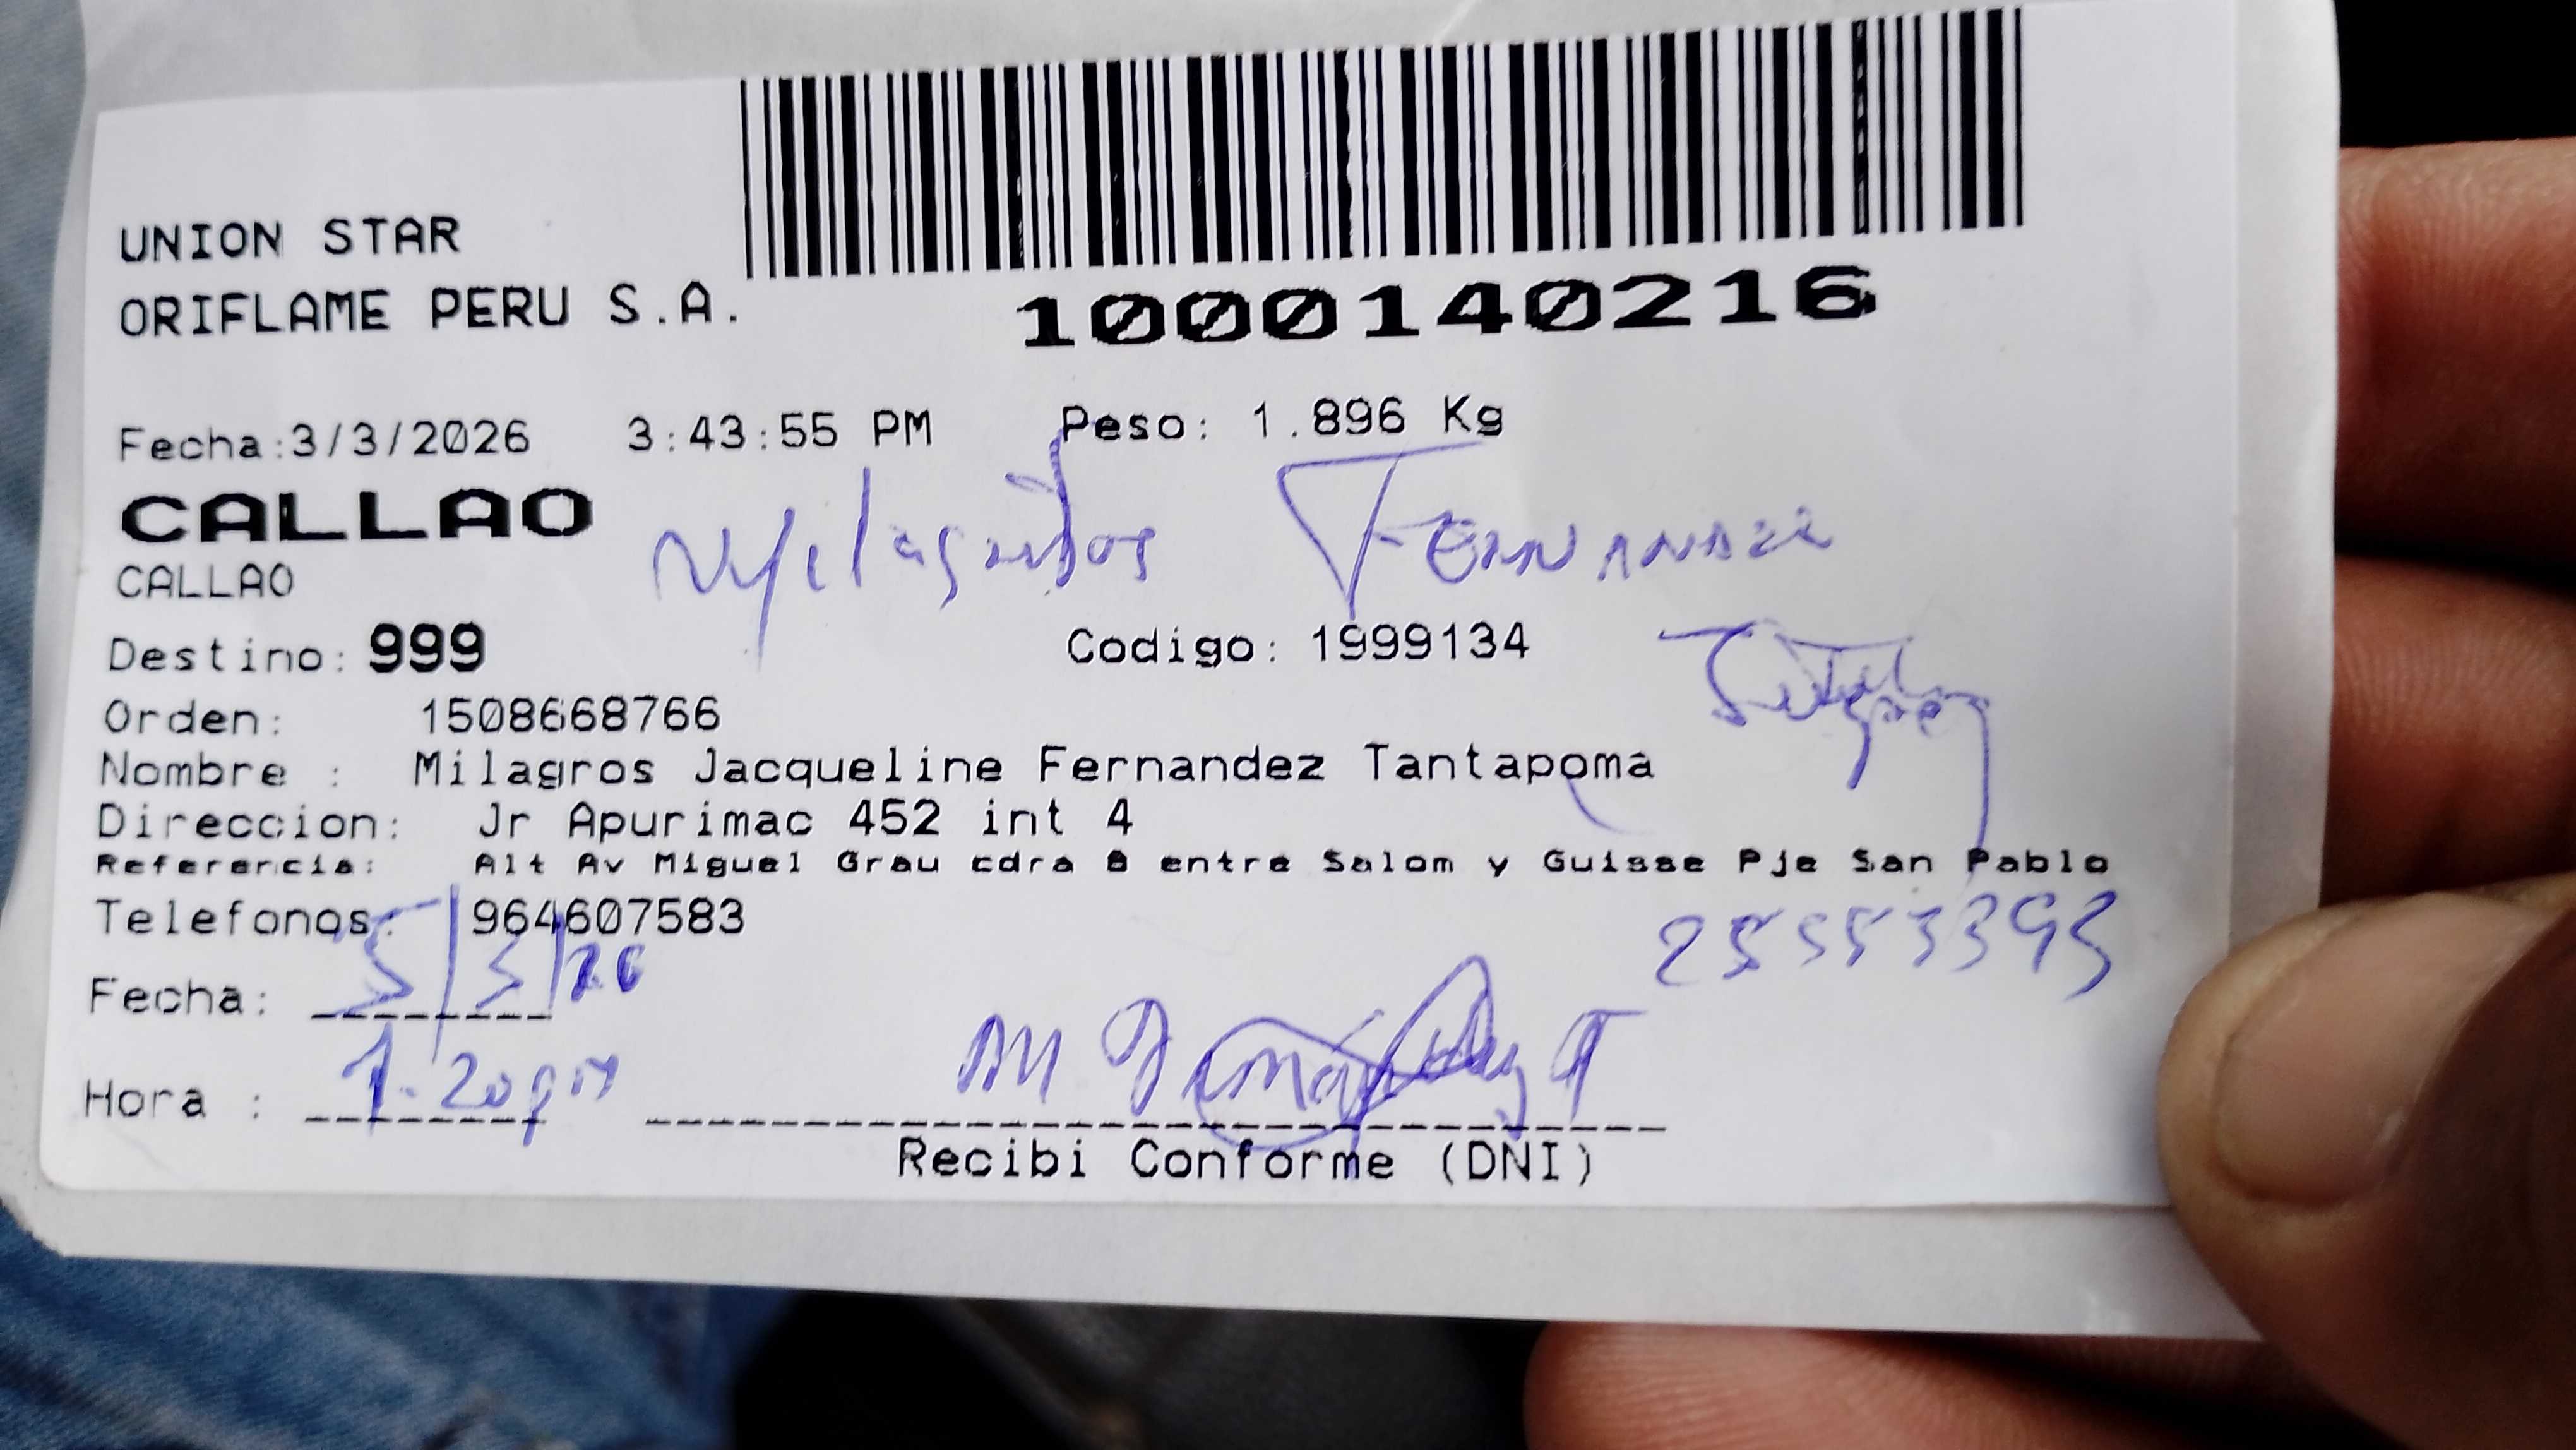 UNION STAR
ORIFLAME PERU S.A.
1000140216
Fecha:3/3/2026 3:43:55 PM Peso: 1.896 Kg
CALLAO
Milagritos FERNANDEZ
CALLAO
Destino: 999 Codigo: 1999134
Orden: 1508668766
Nombre : Milagros Jacqueline Fernandez Tantapoma
Direccion: Jr Apurimac 452 int 4
Referencia: Alt Av Miguel Grau cdra 8 entre Salom y Guisse Pje San Pablo
Telefonos: 964607583
25553393
Fecha: 5/3/26
Hora : 1.20pm
M Fernández T
Recibi Conforme (DNI)